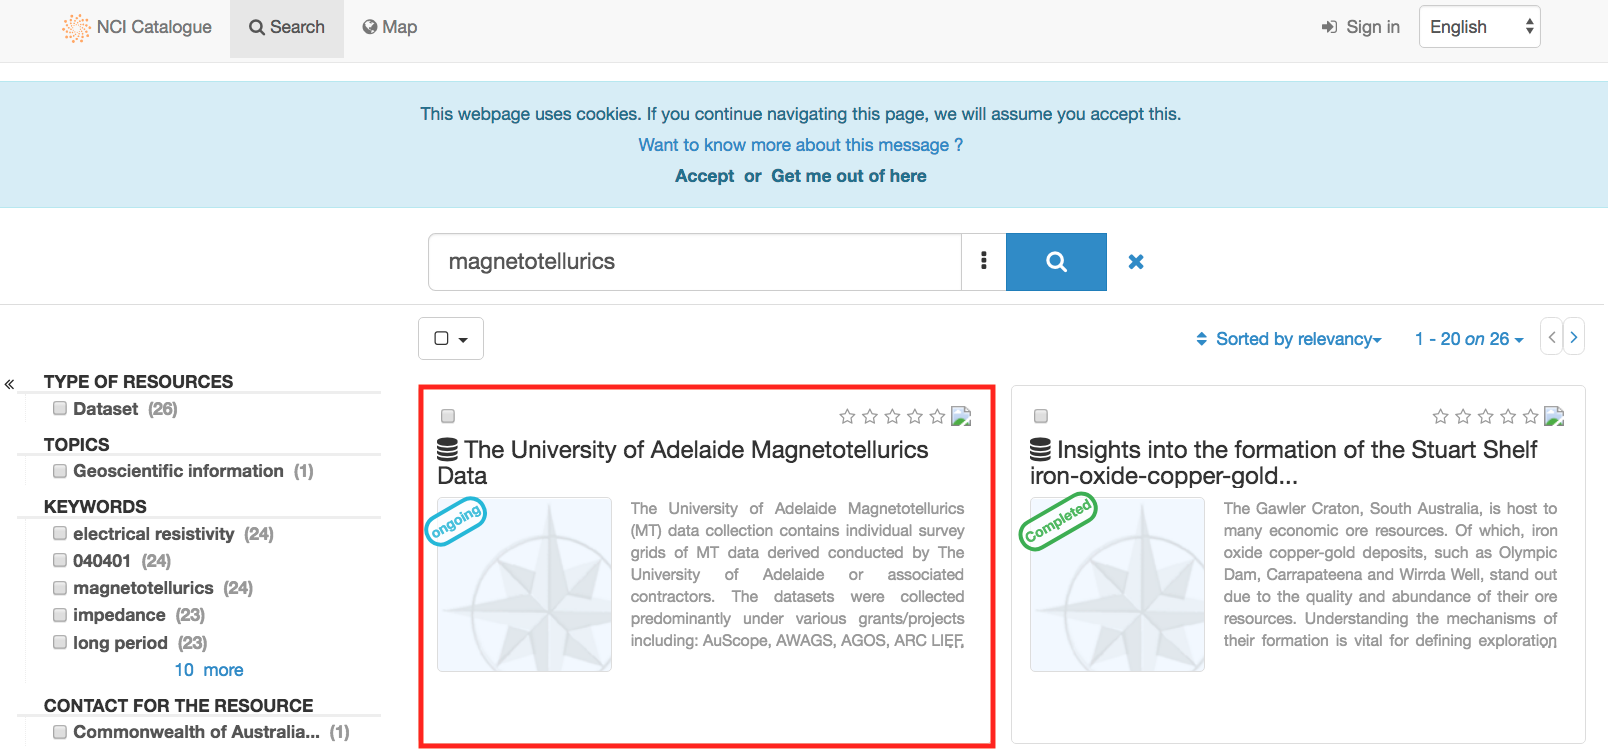 NCI Catalogue
Search
Map
Sign in
English
This webpage uses cookies. If you continue navigating this page, we will assume you accept this.
Want to know more about this message ?
Accept or Get me out of here
magnetotellurics
Sorted by relevancy
1 - 20 on 26
TYPE OF RESOURCES
Dataset (26)
TOPICS
Geoscientific information (1)
KEYWORDS
electrical resistivity (24)
040401 (24)
magnetotellurics (24)
impedance (23)
long period (23)
10 more
CONTACT FOR THE RESOURCE
Commonwealth of Australia... (1)
The University of Adelaide Magnetotellurics
Data
ongoing
The University of Adelaide Magnetotellurics
(MT) data collection contains individual survey
grids of MT data derived conducted by The
University of Adelaide or associated
contractors. The datasets were collected
predominantly under various grants/projects
including: AuScope, AWAGS, AGOS, ARC LIEF,
Insights into the formation of the Stuart Shelf
iron-oxide-copper-gold...
Completed
The Gawler Craton, South Australia, is host to
many economic ore resources. Of which, iron
oxide copper-gold deposits, such as Olympic
Dam, Carrapateena and Wirrda Well, stand out
due to the quality and abundance of their ore
resources. Understanding the mechanisms of
their formation is vital for defining exploration